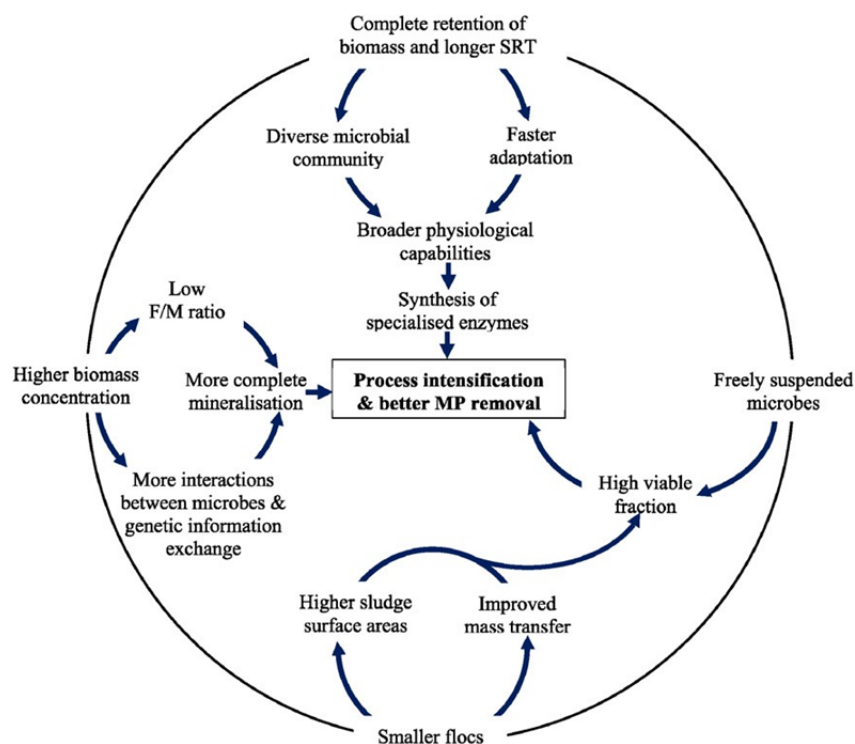 Complete retention of
biomass and longer SRT
Diverse microbial
community
Faster
adaptation
Broader physiological
capabilities
Synthesis of
specialised enzymes
Low
F/M ratio
Higher biomass
concentration
More complete
mineralisation
Process intensification
& better MP removal
Freely suspended
microbes
More interactions
between microbes &
genetic information
exchange
High viable
fraction
Higher sludge
surface areas
Improved
mass transfer
Smaller flocs